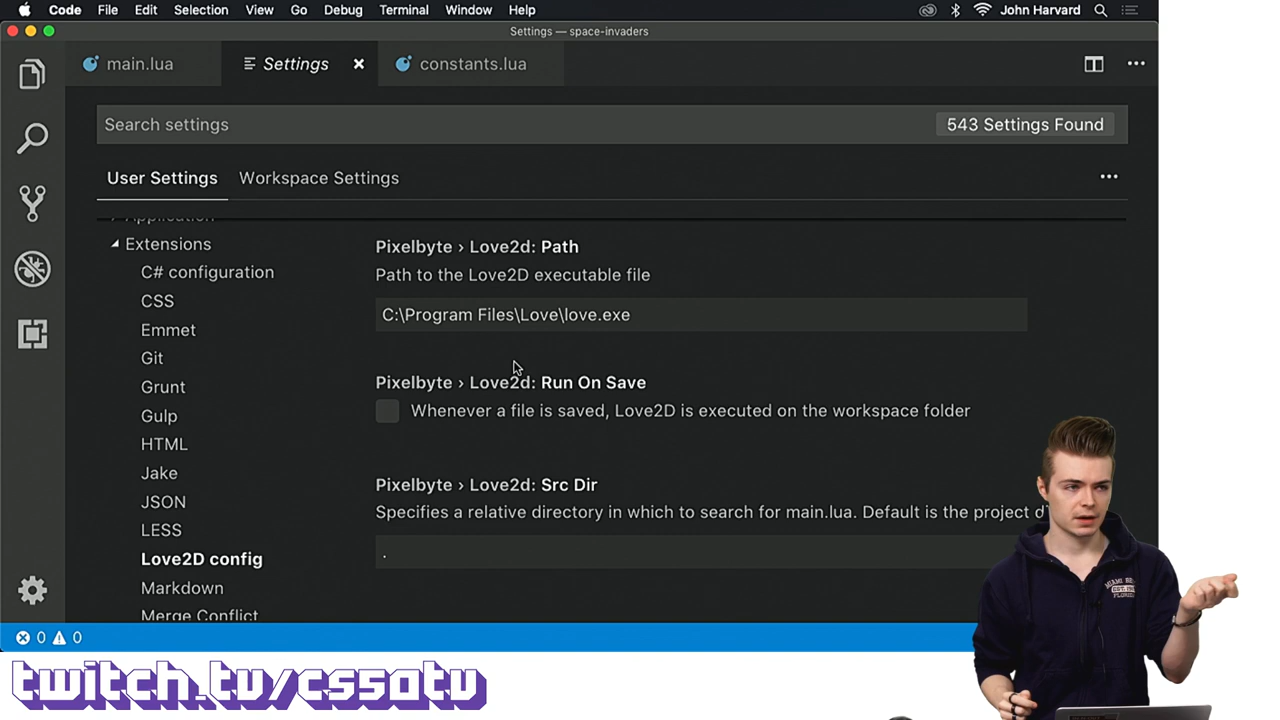 Code File Edit Selection View Go Debug Terminal Window Help John Harvard
Settings — space-invaders
main.lua Settings constants.lua
Search settings 543 Settings Found
User Settings Workspace Settings
Application
Extensions
C# configuration
CSS
Emmet
Git
Grunt
Gulp
HTML
Jake
JSON
LESS
Love2D config
Markdown
Merge Conflict
Pixelbyte › Love2d: Path
Path to the Love2D executable file
C:\Program Files\Love\love.exe
Pixelbyte › Love2d: Run On Save
Whenever a file is saved, Love2D is executed on the workspace folder
Pixelbyte › Love2d: Src Dir
Specifies a relative directory in which to search for main.lua. Default is the project
.
0 0
twitch.tv/cs50tv
MIAMI
FLORIDA